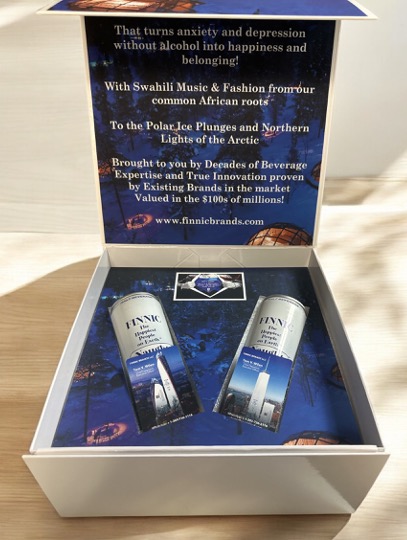 That turns anxiety and depression
without alcohol into happiness and
belonging!
With Swahili Music & Fashion from our
common African roots
To the Polar Ice Plunges and Northern
Lights of the Arctic
Brought to you by Decades of Beverage
Expertise and True Innovation proven
by Existing Brands in the market
Valued in the $100s of millions!
www.finnicbrands.com
FINNIC
The
Happiest
People
on Earth
FINNIC
The
Happiest
People
on Earth